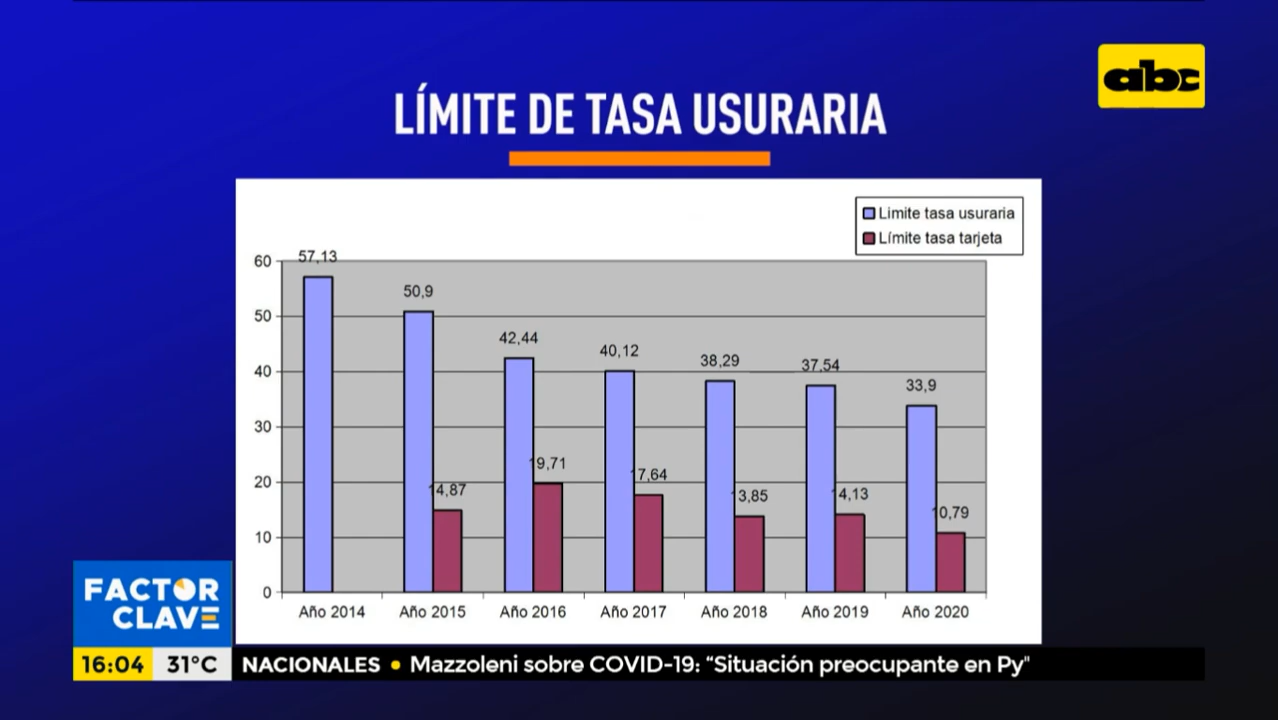 abc
LÍMITE DE TASA USURARIA
Limite tasa usuraria
Límite tasa tarjeta
60
50
40
30
20
10
0
57,13
50,9
42,44
40,12
38,29
37,54
33,9
14,87
19,71
17,64
13,85
14,13
10,79
Año 2014
Año 2015
Año 2016
Año 2017
Año 2018
Año 2019
Año 2020
FACTOR
CLAVE
16:04 31°C NACIONALES • Mazzoleni sobre COVID-19: “Situación preocupante en Py"